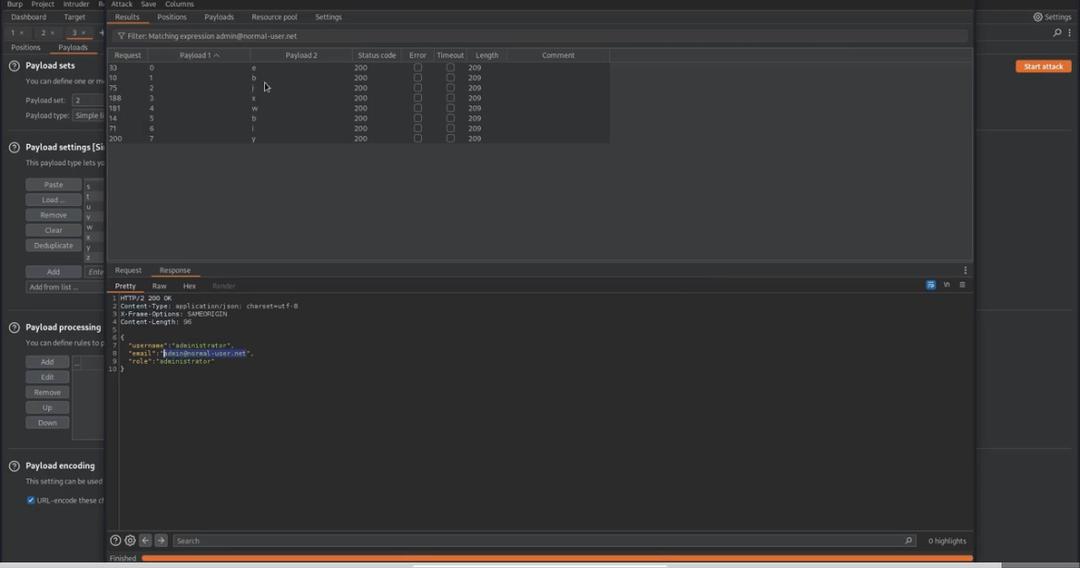 Burp Project Intruder
Attack Save Columns
Dashboard Target
Results Positions Payloads Resource pool Settings
Settings
1 × 2 × 3 × +
Filter: Matching expression admin@normal-user.net
Positions Payloads
Request Payload 1 Payload 2 Status code Error Timeout Length Comment
33 0 e 200 209
10 1 b 200 209
75 2 j 200 209
188 3 x 200 209
181 4 w 200 209
14 5 b 200 209
71 6 i 200 209
200 7 y 200 209
Payload sets
Start attack
You can define one or m
Payload set: 2
Payload type: Simple li
Payload settings [Si
This payload type lets yo
Paste
Load ...
Remove
Clear
Deduplicate
s
t
u
v
w
x
y
z
Add Ente
Add from list ...
Payload processing
You can define rules to p
Add
Edit
Remove
Up
Down
Payload encoding
This setting can be used
URL-encode these ch
Request Response
Pretty Raw Hex Render
\n
1 HTTP/2 200 OK
2 Content-Type: application/json; charset=utf-8
3 X-Frame-Options: SAMEORIGIN
4 Content-Length: 96
5
6 {
7 "username":"administrator",
8 "email":"admin@normal-user.net",
9 "role":"administrator"
10 }
Search
0 highlights
Finished